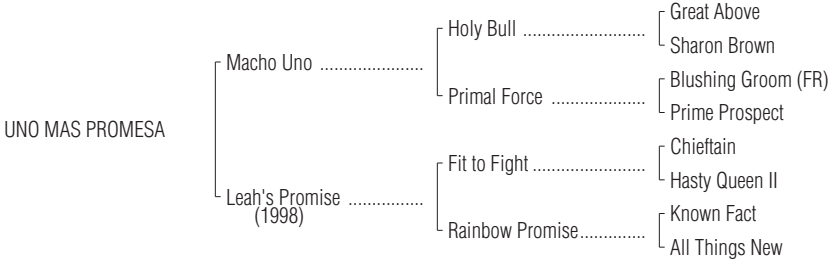 Great Above
Holy Bull ..........................
Sharon Brown
Macho Uno ......................
Blushing Groom (FR)
Primal Force ....................
Prime Prospect
UNO MAS PROMESA
Chieftain
Fit to Fight ........................
Hasty Queen II
Leah's Promise ................
(1998)
Known Fact
Rainbow Promise..............
All Things New